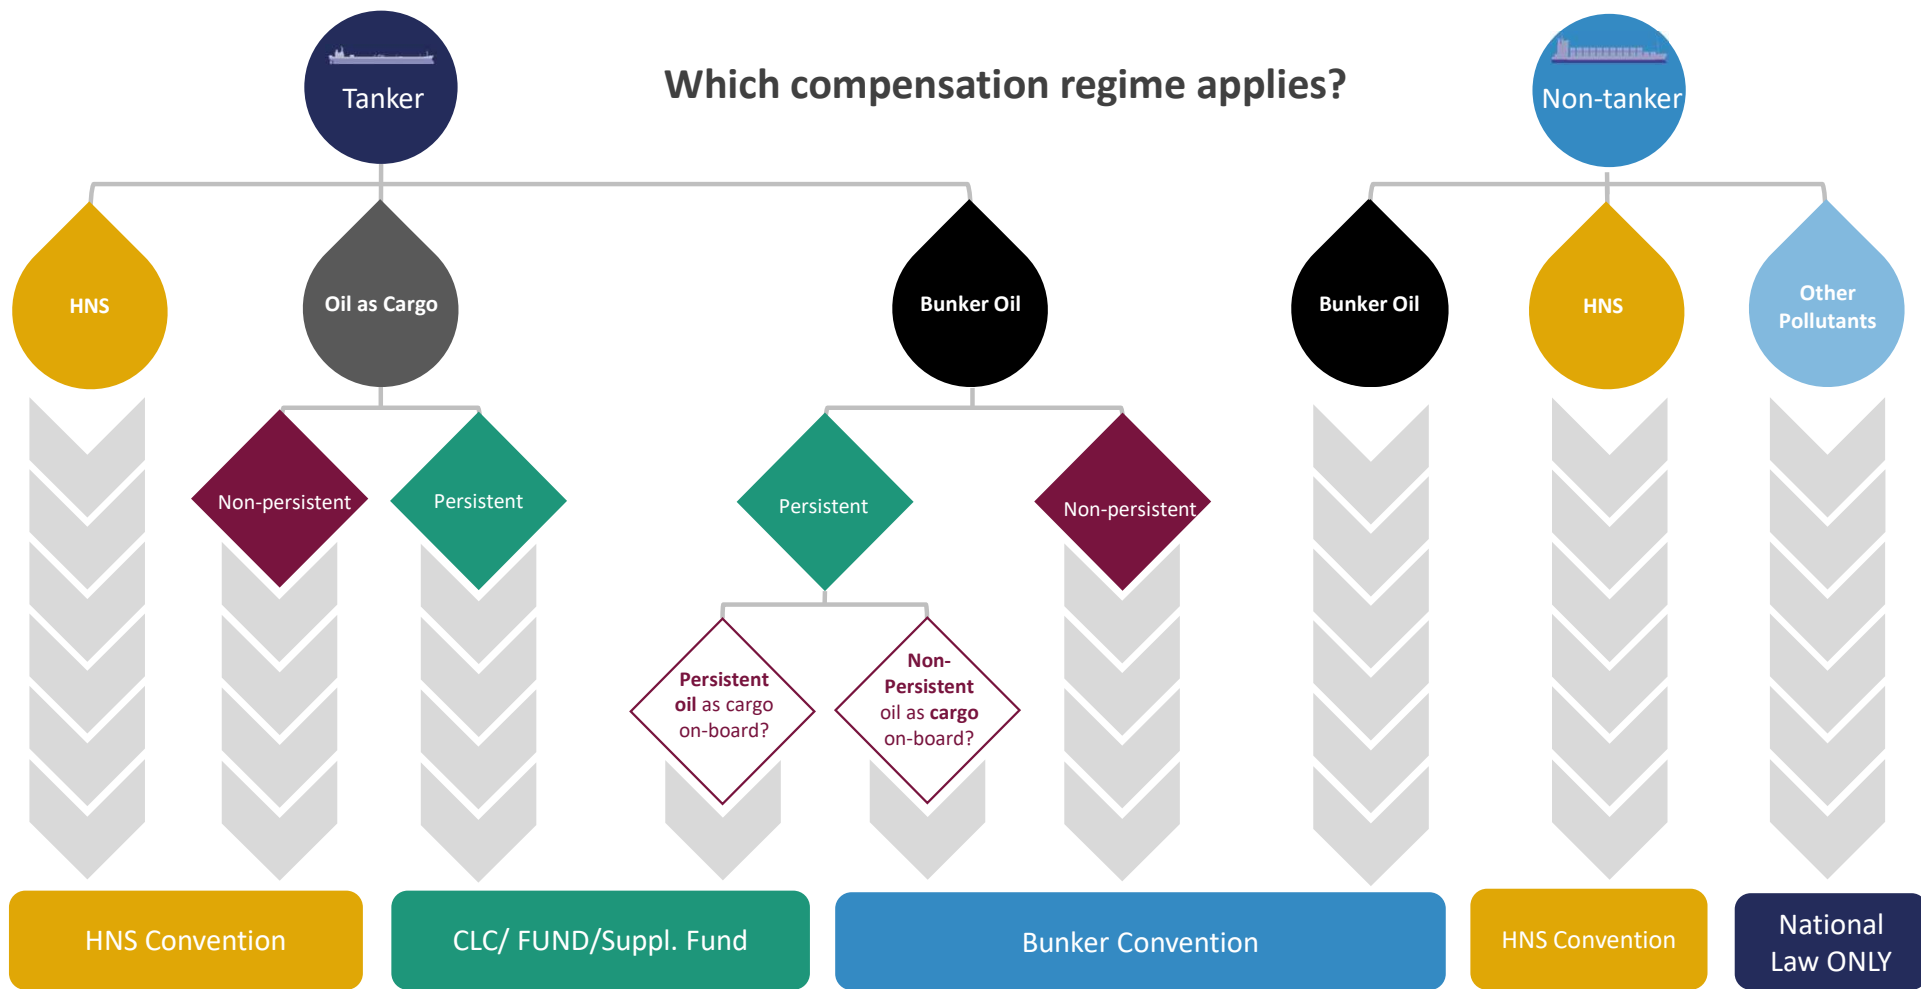 Which compensation regime applies?
Tanker
Non-tanker
HNS
Oil as Cargo
Bunker Oil
Bunker Oil
HNS
Other
Pollutants
Non-persistent
Persistent
Persistent
Non-persistent
Persistent
oil as cargo
on-board?
Non-
Persistent
oil as cargo
on-board?
HNS Convention
CLC/ FUND/Suppl. Fund
Bunker Convention
HNS Convention
National
Law ONLY